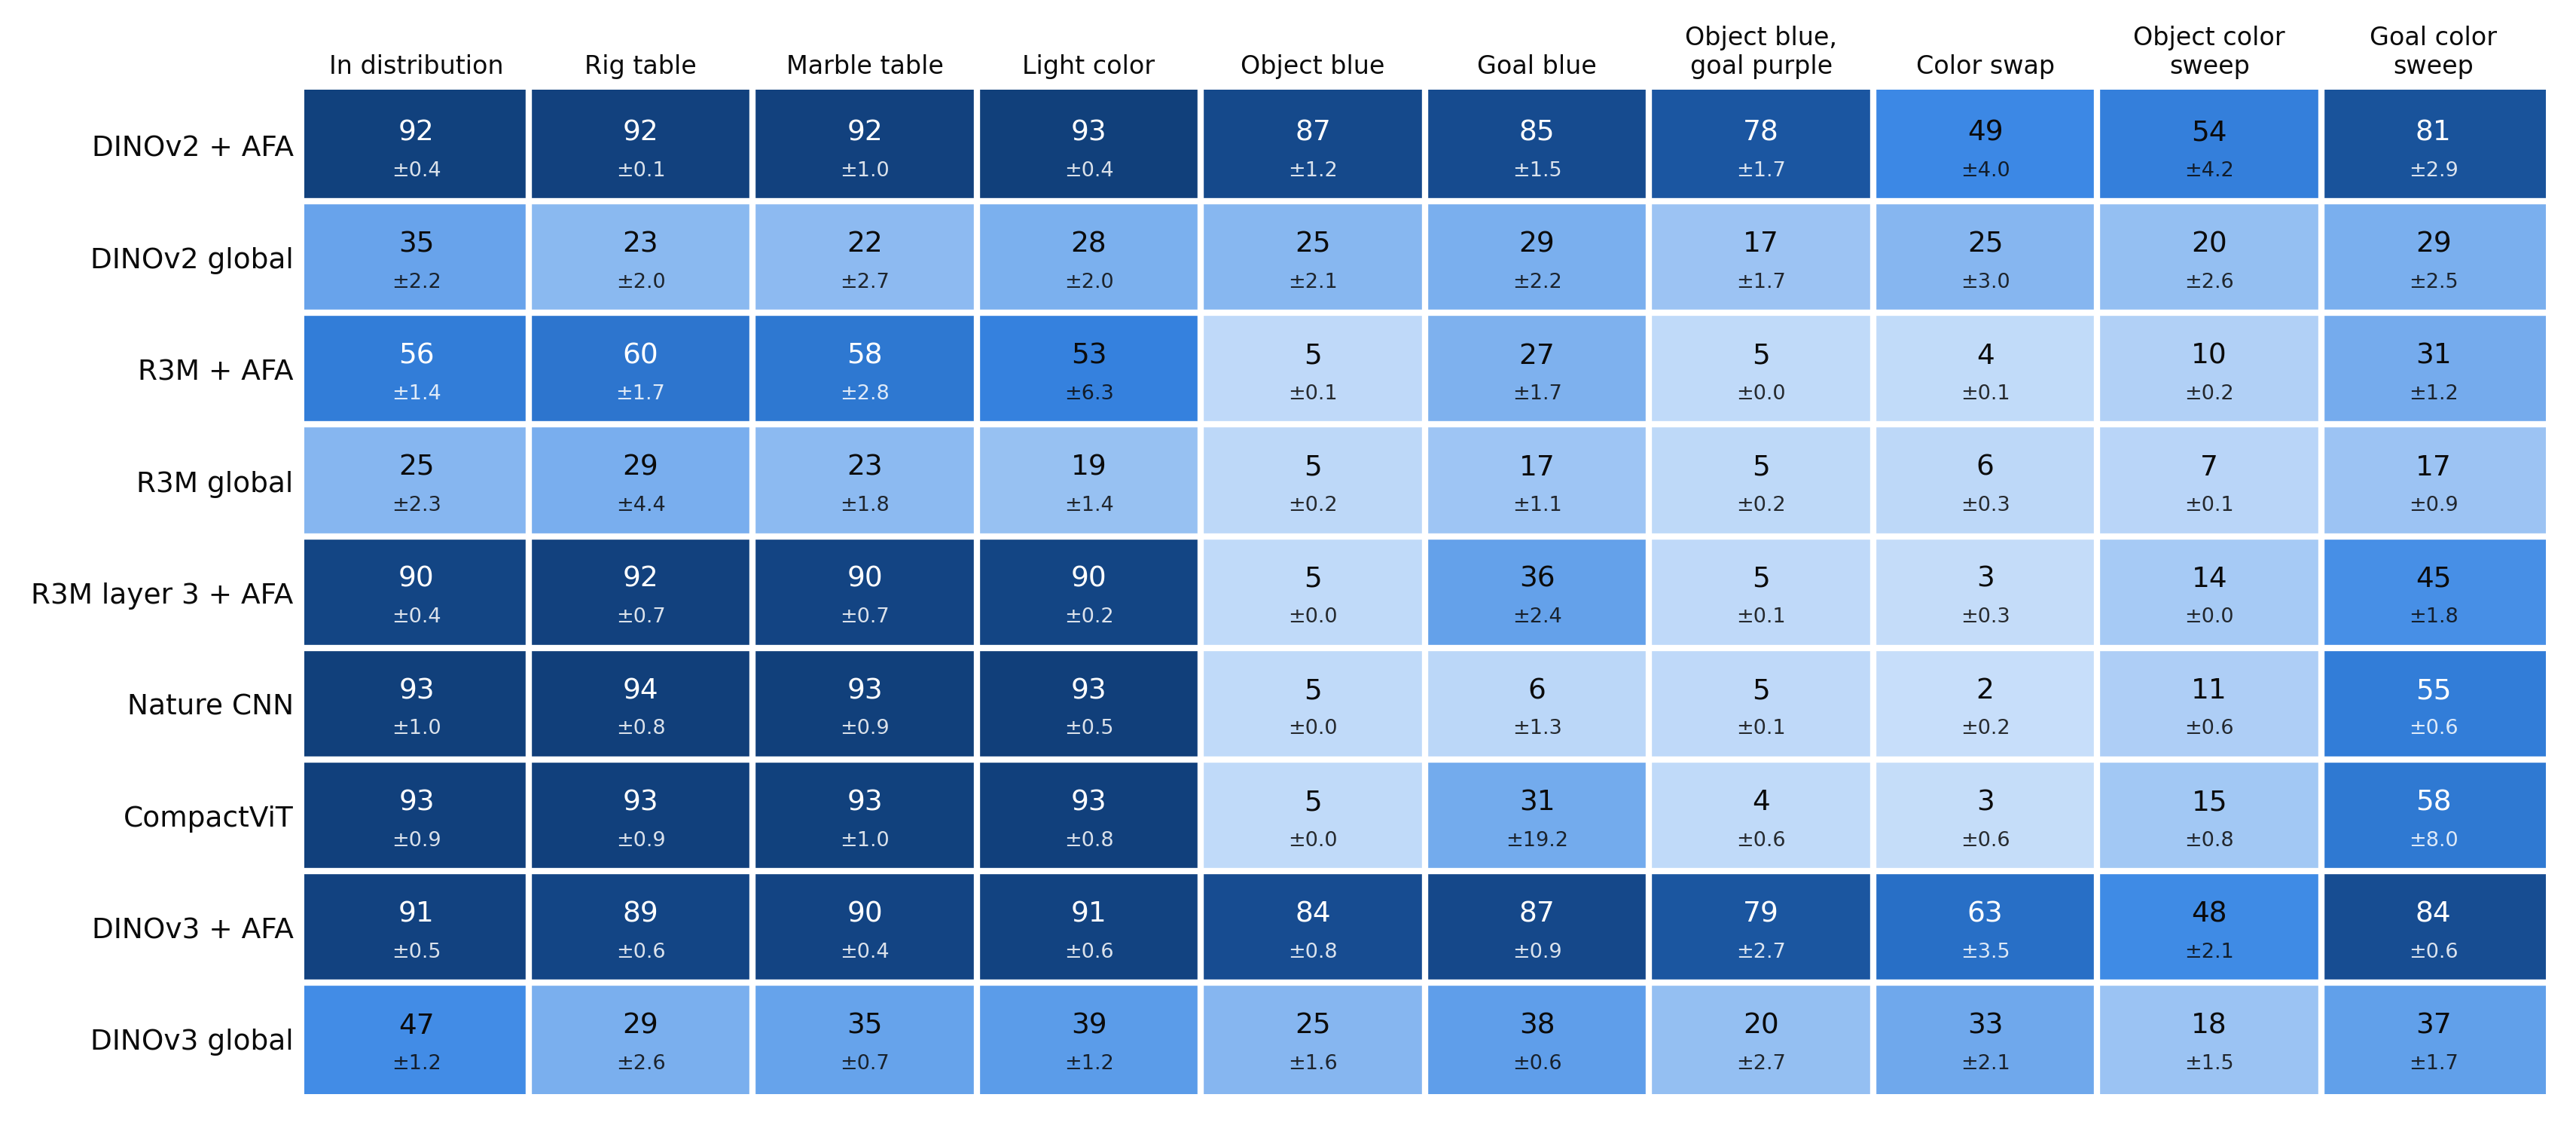 Object blue,
Object color
Goal color
In distribution
Rig table
Marble table
Light color
Object blue
Goal blue
goal purple
Color swap
sweep
sweep
DINOv2 + AFA
92 92 92 93 87 85 78 49 54 81
±0.4 ±0.1 ±1.0 ±0.4 ±1.2 ±1.5 ±1.7 ±4.0 ±4.2 ±2.9
DINOv2 global
35 23 22 28 25 29 17 25 20 29
±2.2 ±2.0 ±2.7 ±2.0 ±2.1 ±2.2 ±1.7 ±3.0 ±2.6 ±2.5
R3M + AFA
56 60 58 53 5 27 5 4 10 31
±1.4 ±1.7 ±2.8 ±6.3 ±0.1 ±1.7 ±0.0 ±0.1 ±0.2 ±1.2
R3M global
25 29 23 19 5 17 5 6 7 17
±2.3 ±4.4 ±1.8 ±1.4 ±0.2 ±1.1 ±0.2 ±0.3 ±0.1 ±0.9
R3M layer 3 + AFA
90 92 90 90 5 36 5 3 14 45
±0.4 ±0.7 ±0.7 ±0.2 ±0.0 ±2.4 ±0.1 ±0.3 ±0.0 ±1.8
Nature CNN
93 94 93 93 5 6 5 2 11 55
±1.0 ±0.8 ±0.9 ±0.5 ±0.0 ±1.3 ±0.1 ±0.2 ±0.6 ±0.6
CompactViT
93 93 93 93 5 31 4 3 15 58
±0.9 ±0.9 ±1.0 ±0.8 ±0.0 ±19.2 ±0.6 ±0.6 ±0.8 ±8.0
DINOv3 + AFA
91 89 90 91 84 87 79 63 48 84
±0.5 ±0.6 ±0.4 ±0.6 ±0.8 ±0.9 ±2.7 ±3.5 ±2.1 ±0.6
DINOv3 global
47 29 35 39 25 38 20 33 18 37
±1.2 ±2.6 ±0.7 ±1.2 ±1.6 ±0.6 ±2.7 ±2.1 ±1.5 ±1.7